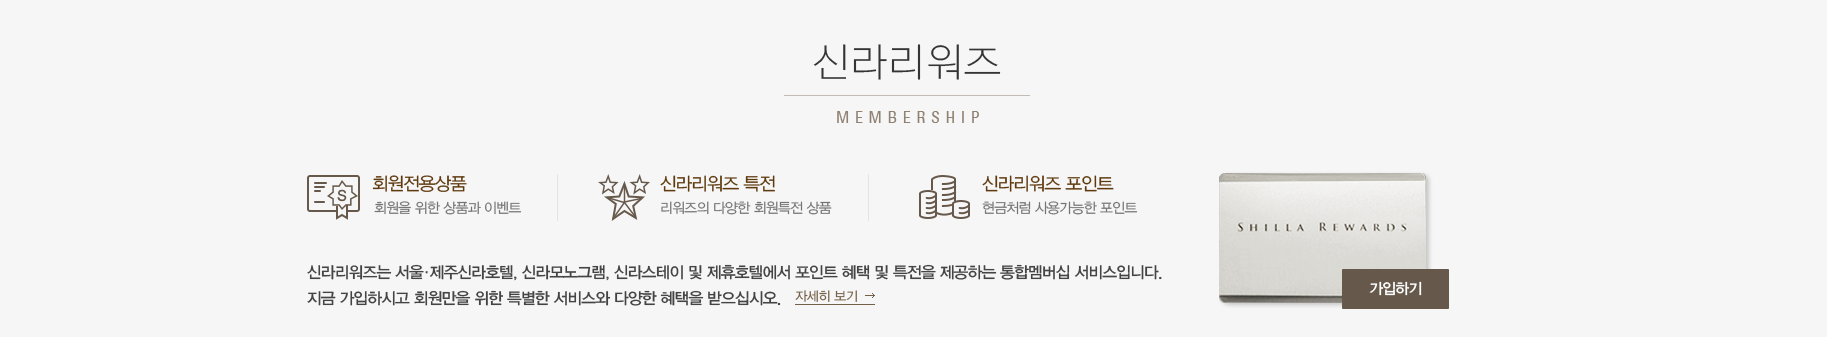 신라리워즈
MEMBERSHIP
S
회원전용상품
회원을 위한 상품과 이벤트
신라리워즈 특전
리워즈의 다양한 회원특전 상품
신라리워즈 포인트
현금처럼 사용가능한 포인트
SHILLA REWARDS
가입하기
신라리워즈는 서울·제주신라호텔, 신라모노그램, 신라스테이 및 제휴호텔에서 포인트 혜택 및 특전을 제공하는 통합멤버십 서비스입니다.
지금 가입하시고 회원만을 위한 특별한 서비스와 다양한 혜택을 받으십시오. 자세히 보기 →